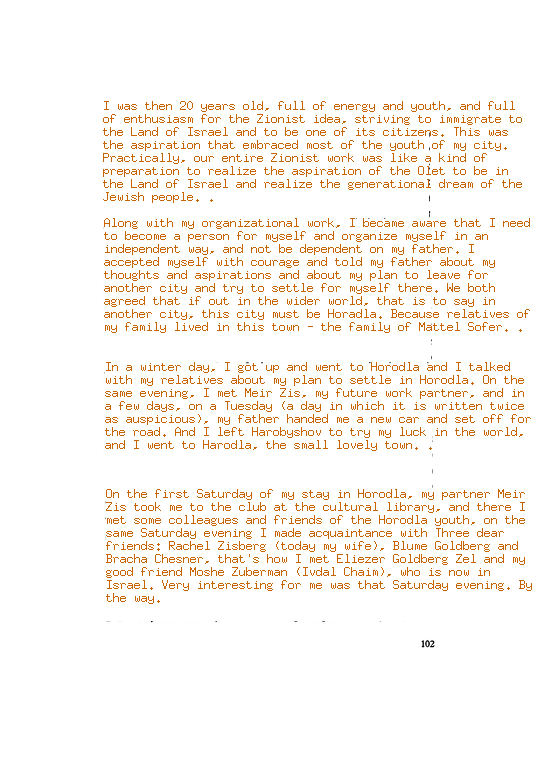 I was then 20 years old, full of energy and youth, and full
of enthusiasm for the Zionist idea, striving to immigrate to
the Land of Israel and to be one of its citizens. This was
the aspiration that embraced most of the youth of my city.
Practically, our entire Zionist work was like a kind of
preparation to realize the aspiration of the Olet to be in
the Land of Israel and realize the generational dream of the
Jewish people. .
Along with my organizational work, I became aware that I need
to become a person for myself and organize myself in an
independent way, and not be dependent on my father. I
accepted myself with courage and told my father about my
thoughts and aspirations and about my plan to leave for
another city and try to settle for myself there. We both
agreed that if out in the wider world, that is to say in
another city, this city must be Horadla. Because relatives of
my family lived in this town - the family of Mattel Sofer. .
In a winter day, I got up and went to Horodla and I talked
with my relatives about my plan to settle in Horodla. On the
same evening, I met Meir Zis, my future work partner, and in
a few days, on a Tuesday (a day in which it is written twice
as auspicious), my father handed me a new car and set off for
the road. And I left Harobyshov to try my luck in the world,
and I went to Harodla, the small lovely town. .
On the first Saturday of my stay in Horodla, my partner Meir
Zis took me to the club at the cultural library, and there I
met some colleagues and friends of the Horodla youth, on the
same Saturday evening I made acquaintance with Three dear
friends: Rachel Zisberg (today my wife), Blume Goldberg and
Bracha Chesner, that's how I met Eliezer Goldberg Zel and my
good friend Moshe Zuberman (Ivdal Chaim), who is now in
Israel. Very interesting for me was that Saturday evening. By
the way.
102